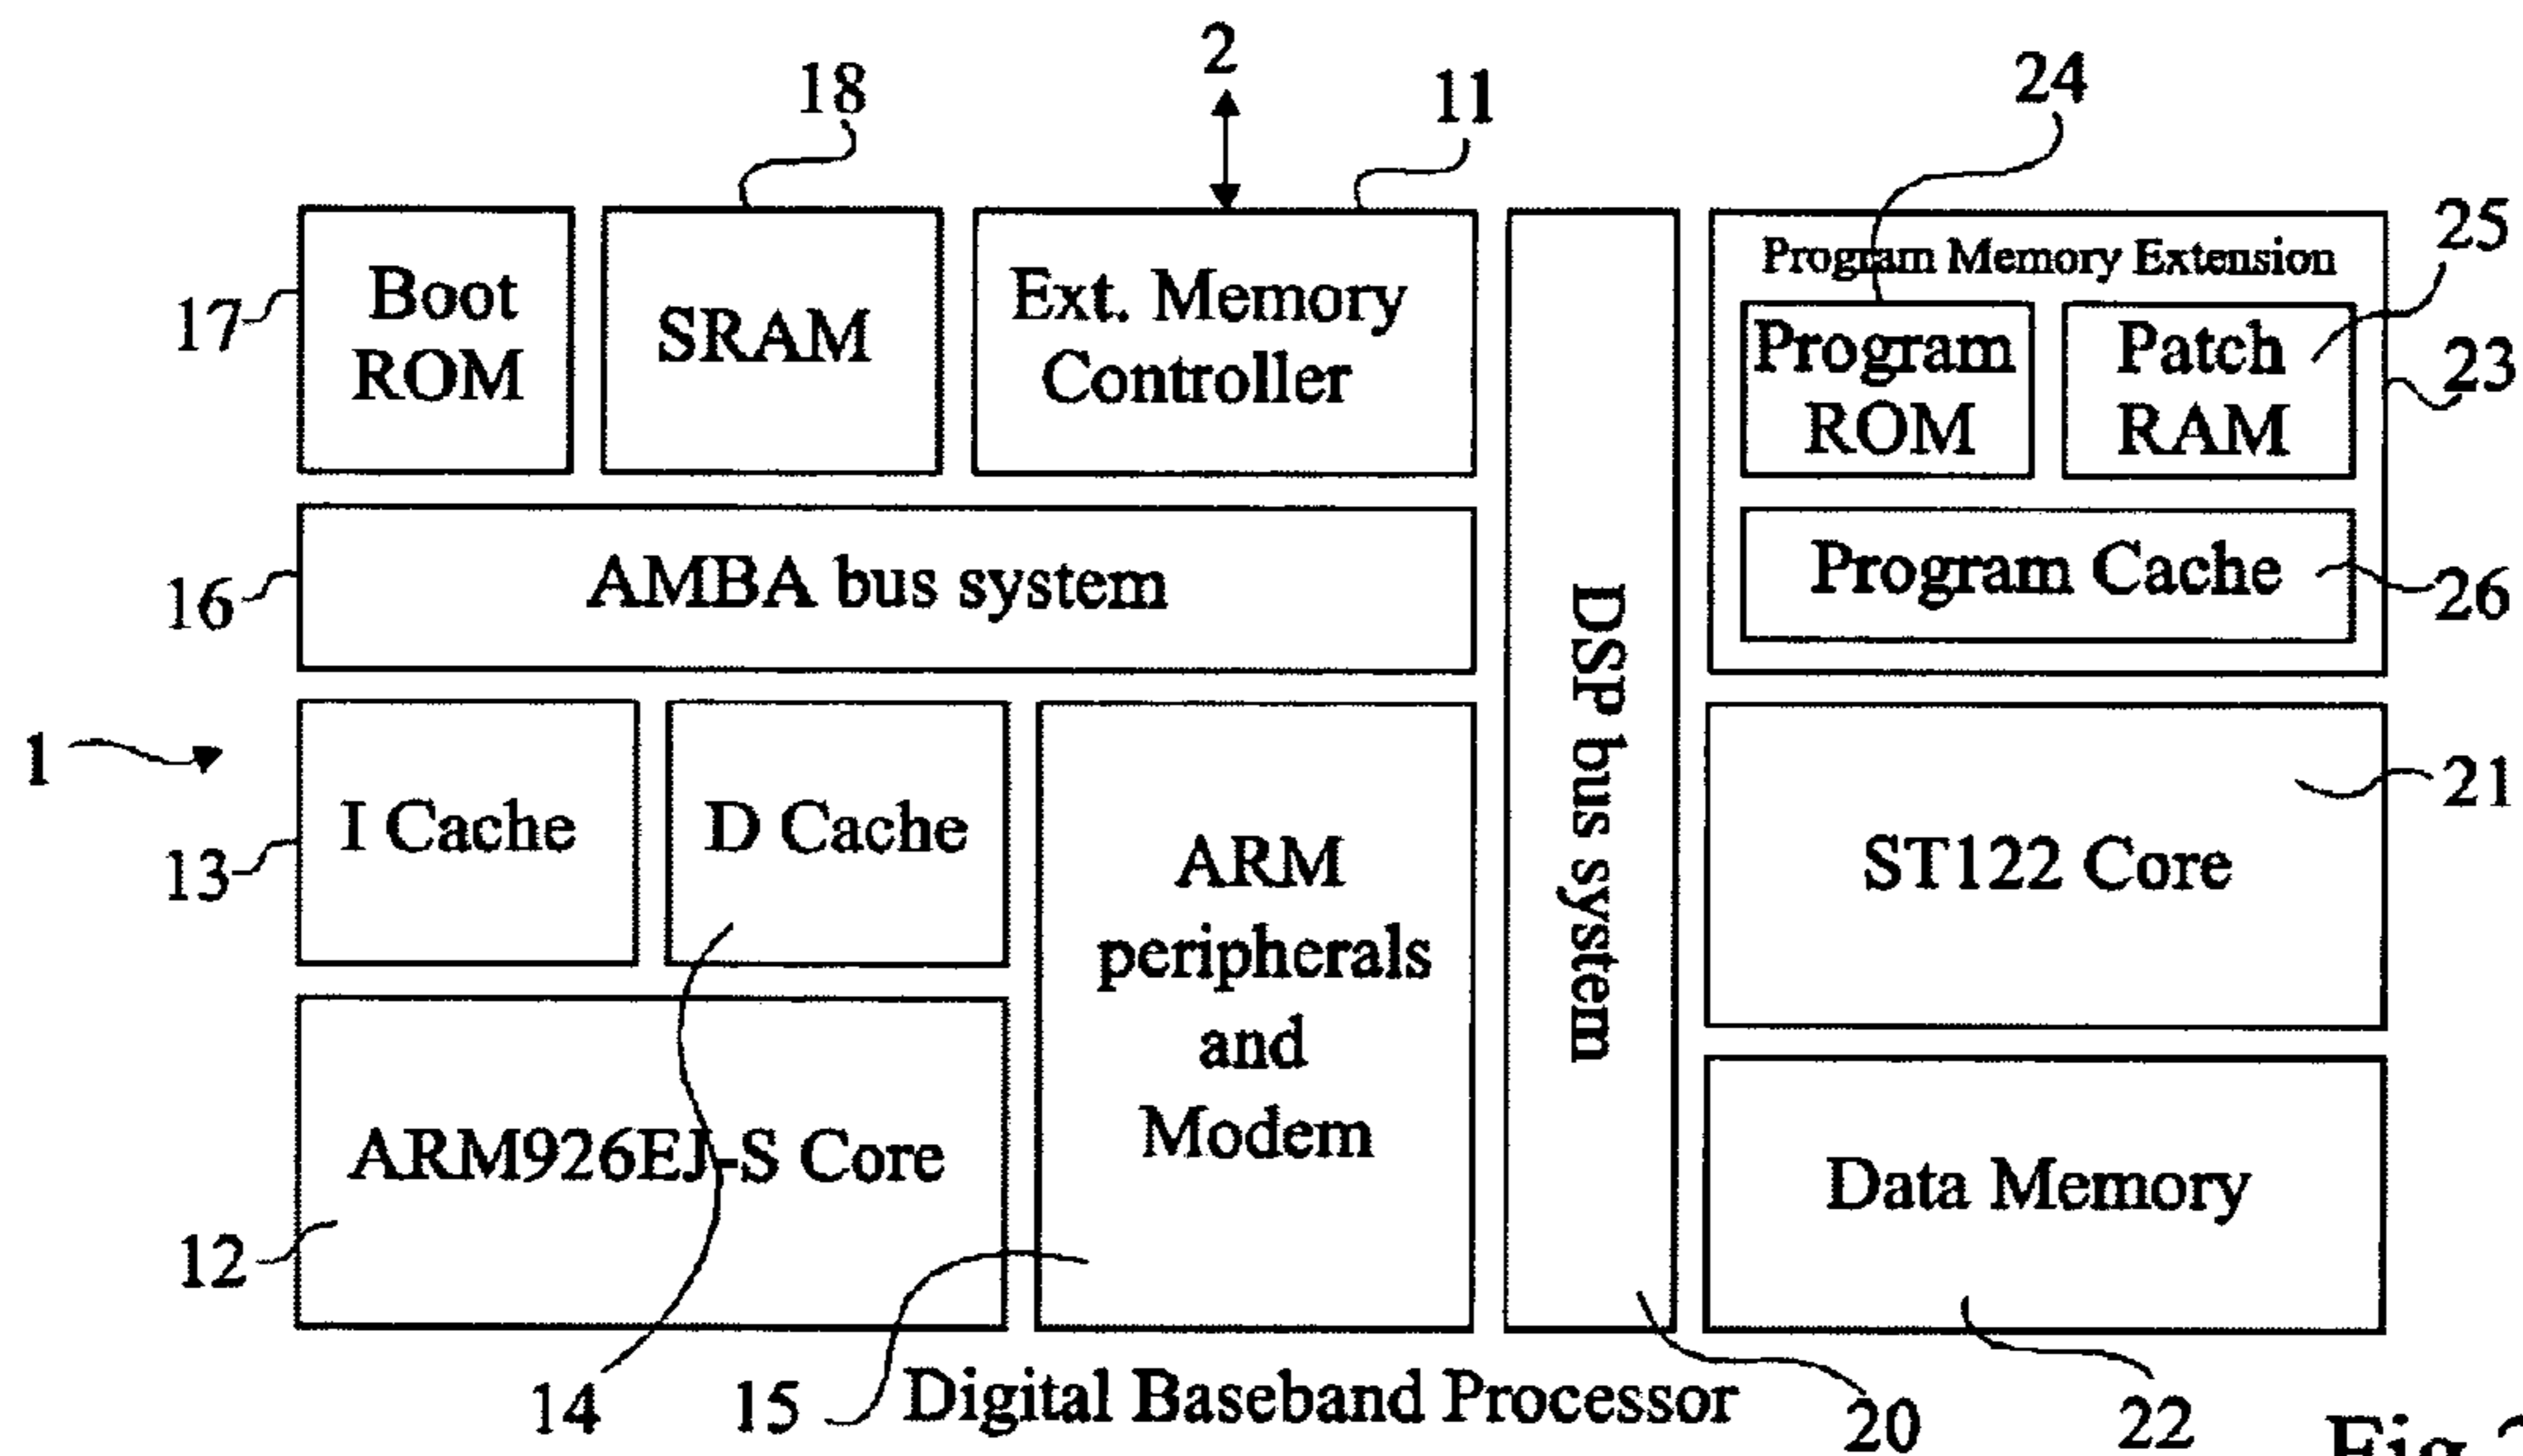 2
18
11
24
17
Boot
ROM
SRAM
Ext. Memory
Controller
Program Memory Extension
25
Program
ROM
Patch
RAM
23
16
AMBA bus system
DSP bus system
Program Cache
26
1
13
I Cache
D Cache
ARM
peripherals
and
Modem
ST122 Core
21
12
ARM926EJ-S Core
Data Memory
14
15
Digital Baseband Processor
20
22
Fig